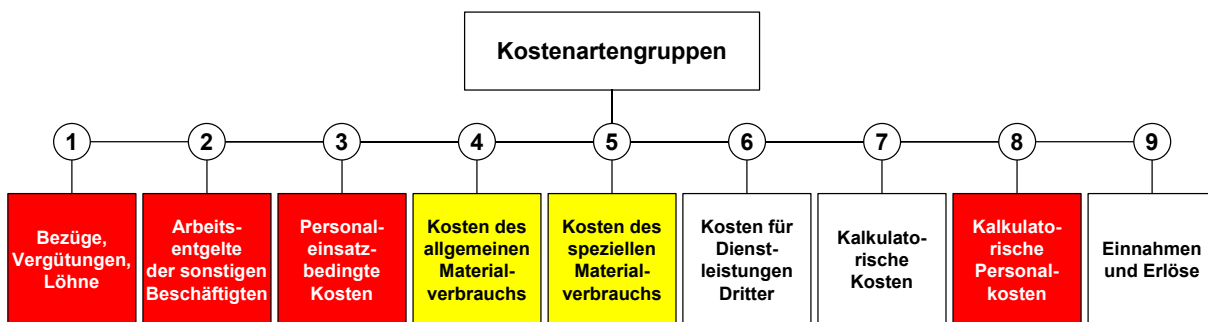 Kostenartengruppen
1
2
3
4
5
6
7
8
9
Bezüge,
Vergütungen,
Löhne
Arbeits-
entgelte
der sonstigen
Beschäftigten
Personal-
einsatz-
bedingte
Kosten
Kosten des
allgemeinen
Material-
verbrauchs
Kosten des
speziellen
Material-
verbrauchs
Kosten für
Dienst-
leistungen
Dritter
Kalkulato-
rische
Kosten
Kalkulato-
rische
Personal-
kosten
Einnahmen
und Erlöse